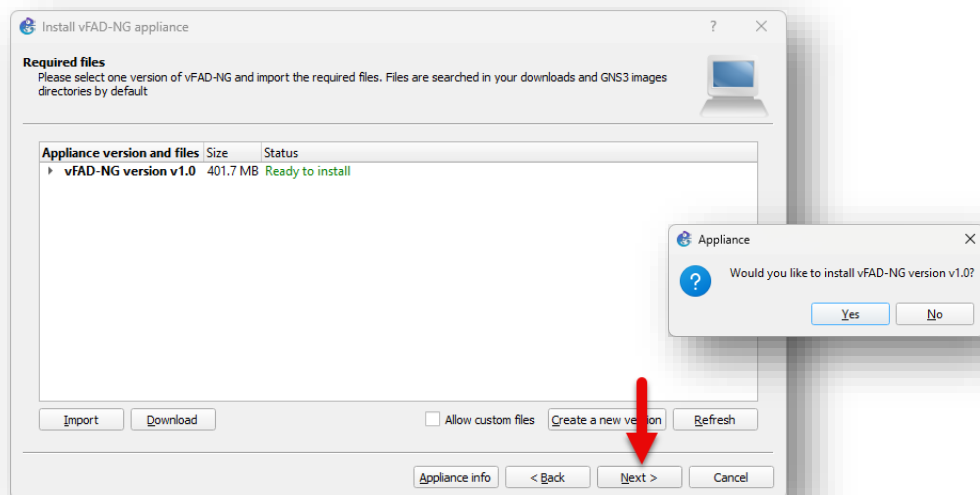 Install vFAD-NG appliance
?
Required files
Please select one version of vFAD-NG and import the required files. Files are searched in your downloads and GNS3 images
directories by default
Appliance version and files Size Status
vFAD-NG version v1.0 401.7 MB Ready to install
Appliance
Would you like to install vFAD-NG version v1.0?
Yes No
Import Download Allow custom files Create a new version Refresh
Appliance info < Back Next > Cancel